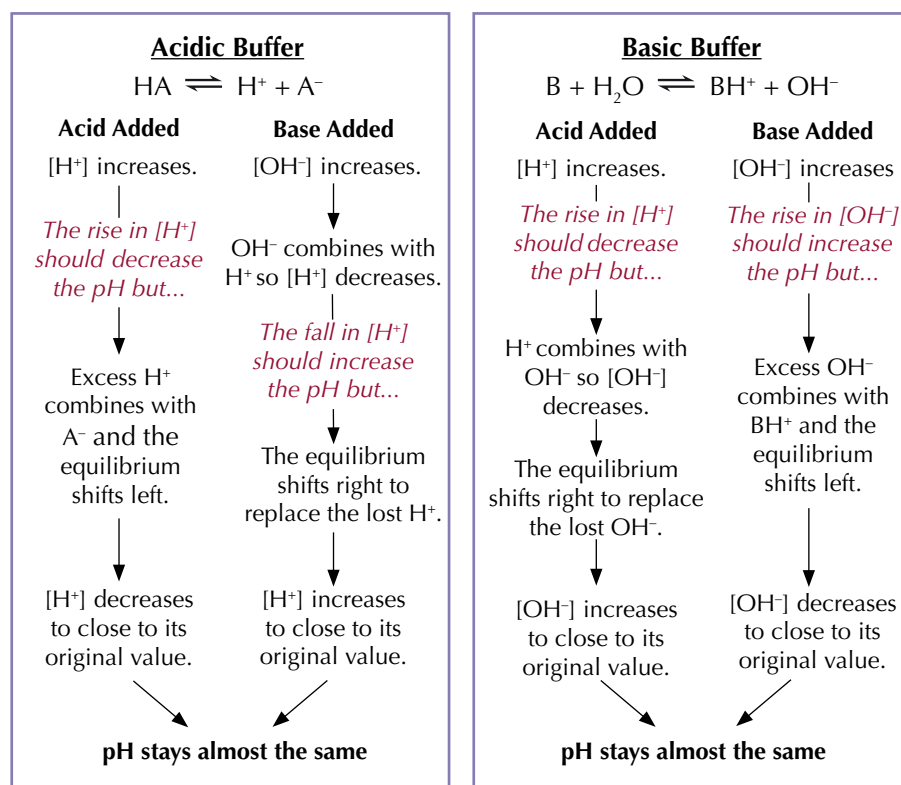 Acidic Buffer
HA ⇌ H⁺ + A⁻
Acid Added
[H⁺] increases.
The rise in [H⁺]
should decrease
the pH but...
Excess H⁺
combines with
A⁻ and the
equilibrium
shifts left.
[H⁺] decreases
to close to its
original value.
Base Added
[OH⁻] increases.
OH⁻ combines with
H⁺ so [H⁺] decreases.
The fall in [H⁺]
should increase
the pH but...
The equilibrium
shifts right to
replace the lost H⁺.
[H⁺] increases
to close to its
original value.
pH stays almost the same
Basic Buffer
B + H₂O ⇌ BH⁺ + OH⁻
Acid Added
[H⁺] increases.
The rise in [H⁺]
should decrease
the pH but...
H⁺ combines with
OH⁻ so [OH⁻]
decreases.
The equilibrium
shifts right to replace
the lost OH⁻.
[OH⁻] increases
to close to its
original value.
Base Added
[OH⁻] increases
The rise in [OH⁻]
should increase
the pH but...
Excess OH⁻
combines with
BH⁺ and the
equilibrium
shifts left.
[OH⁻] decreases
to close to its
original value.
pH stays almost the same